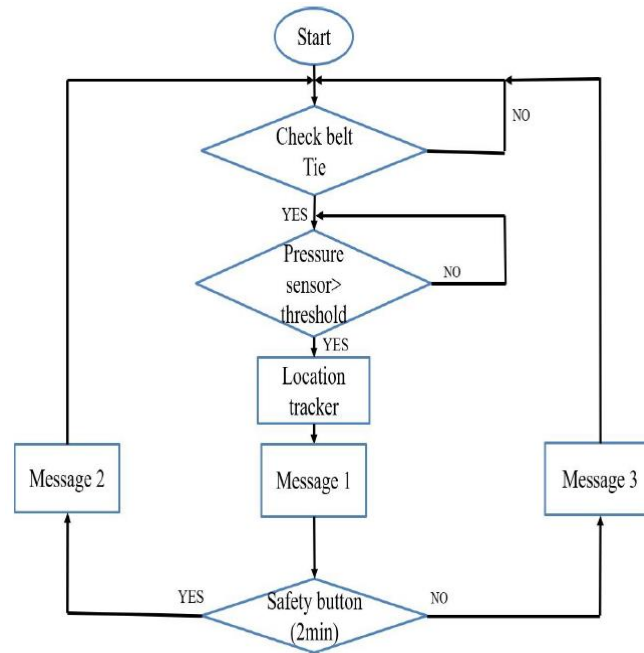 Start
NO
Check belt
Tie
YES
Pressure
sensor>
threshold
NO
YES
Location
tracker
Message 2
Message 1
Message 3
YES
Safety button
(2min)
NO